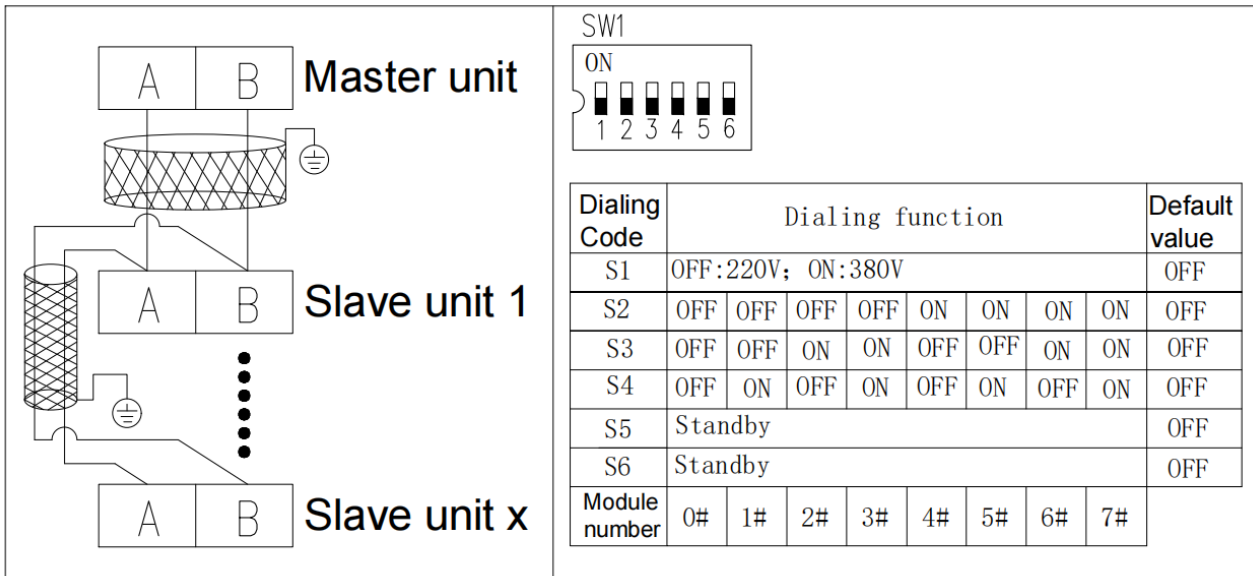 A B Master unit
A B Slave unit 1
A B Slave unit x
SW1
ON
1 2 3 4 5 6
Dialing Code Dialing function Default value
S1 OFF:220V; ON:380V OFF
S2 OFF OFF OFF OFF ON ON ON ON OFF
S3 OFF OFF ON ON OFF OFF ON ON OFF
S4 OFF ON OFF ON OFF ON OFF ON OFF
S5 Standby OFF
S6 Standby OFF
Module number 0# 1# 2# 3# 4# 5# 6# 7#